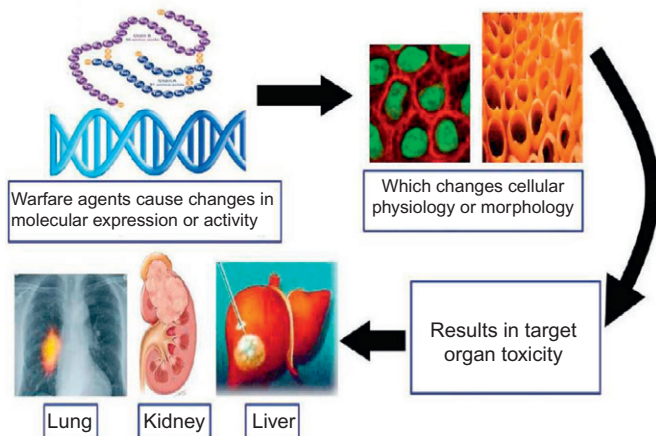 Warfare agents cause changes in
molecular expression or activity
Which changes cellular
physiology or morphology
Results in target
organ toxicity
Lung
Kidney
Liver